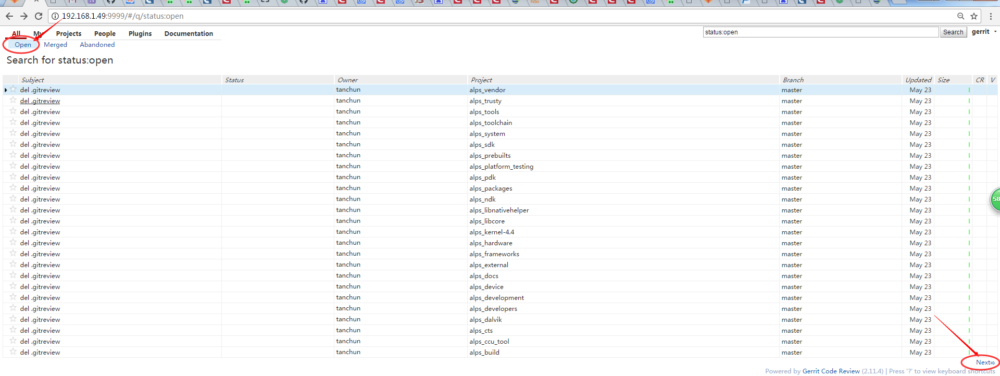 192.168.1.49:9999/#/q/status:open
All My Projects People Plugins Documentation
status:open Search gerrit
Open Merged Abandoned
Search for status:open
Subject Status Owner Project Branch Updated Size CR V
del .gitreview tanchun alps_vendor master May 23
del .gitreview tanchun alps_trusty master May 23
del .gitreview tanchun alps_tools master May 23
del .gitreview tanchun alps_toolchain master May 23
del .gitreview tanchun alps_system master May 23
del .gitreview tanchun alps_sdk master May 23
del .gitreview tanchun alps_prebuilts master May 23
del .gitreview tanchun alps_platform_testing master May 23
del .gitreview tanchun alps_pdk master May 23
del .gitreview tanchun alps_packages master May 23
del .gitreview tanchun alps_ndk master May 23
del .gitreview tanchun alps_libnativehelper master May 23
del .gitreview tanchun alps_libcore master May 23
del .gitreview tanchun alps_kernel-4.4 master May 23
del .gitreview tanchun alps_hardware master May 23
del .gitreview tanchun alps_frameworks master May 23
del .gitreview tanchun alps_external master May 23
del .gitreview tanchun alps_docs master May 23
del .gitreview tanchun alps_device master May 23
del .gitreview tanchun alps_development master May 23
del .gitreview tanchun alps_developers master May 23
del .gitreview tanchun alps_dalvik master May 23
del .gitreview tanchun alps_cts master May 23
del .gitreview tanchun alps_ccu_tool master May 23
del .gitreview tanchun alps_build master May 23
58
Next⇨
Powered by Gerrit Code Review (2.11.4) | Press '?' to view keyboard shortcuts